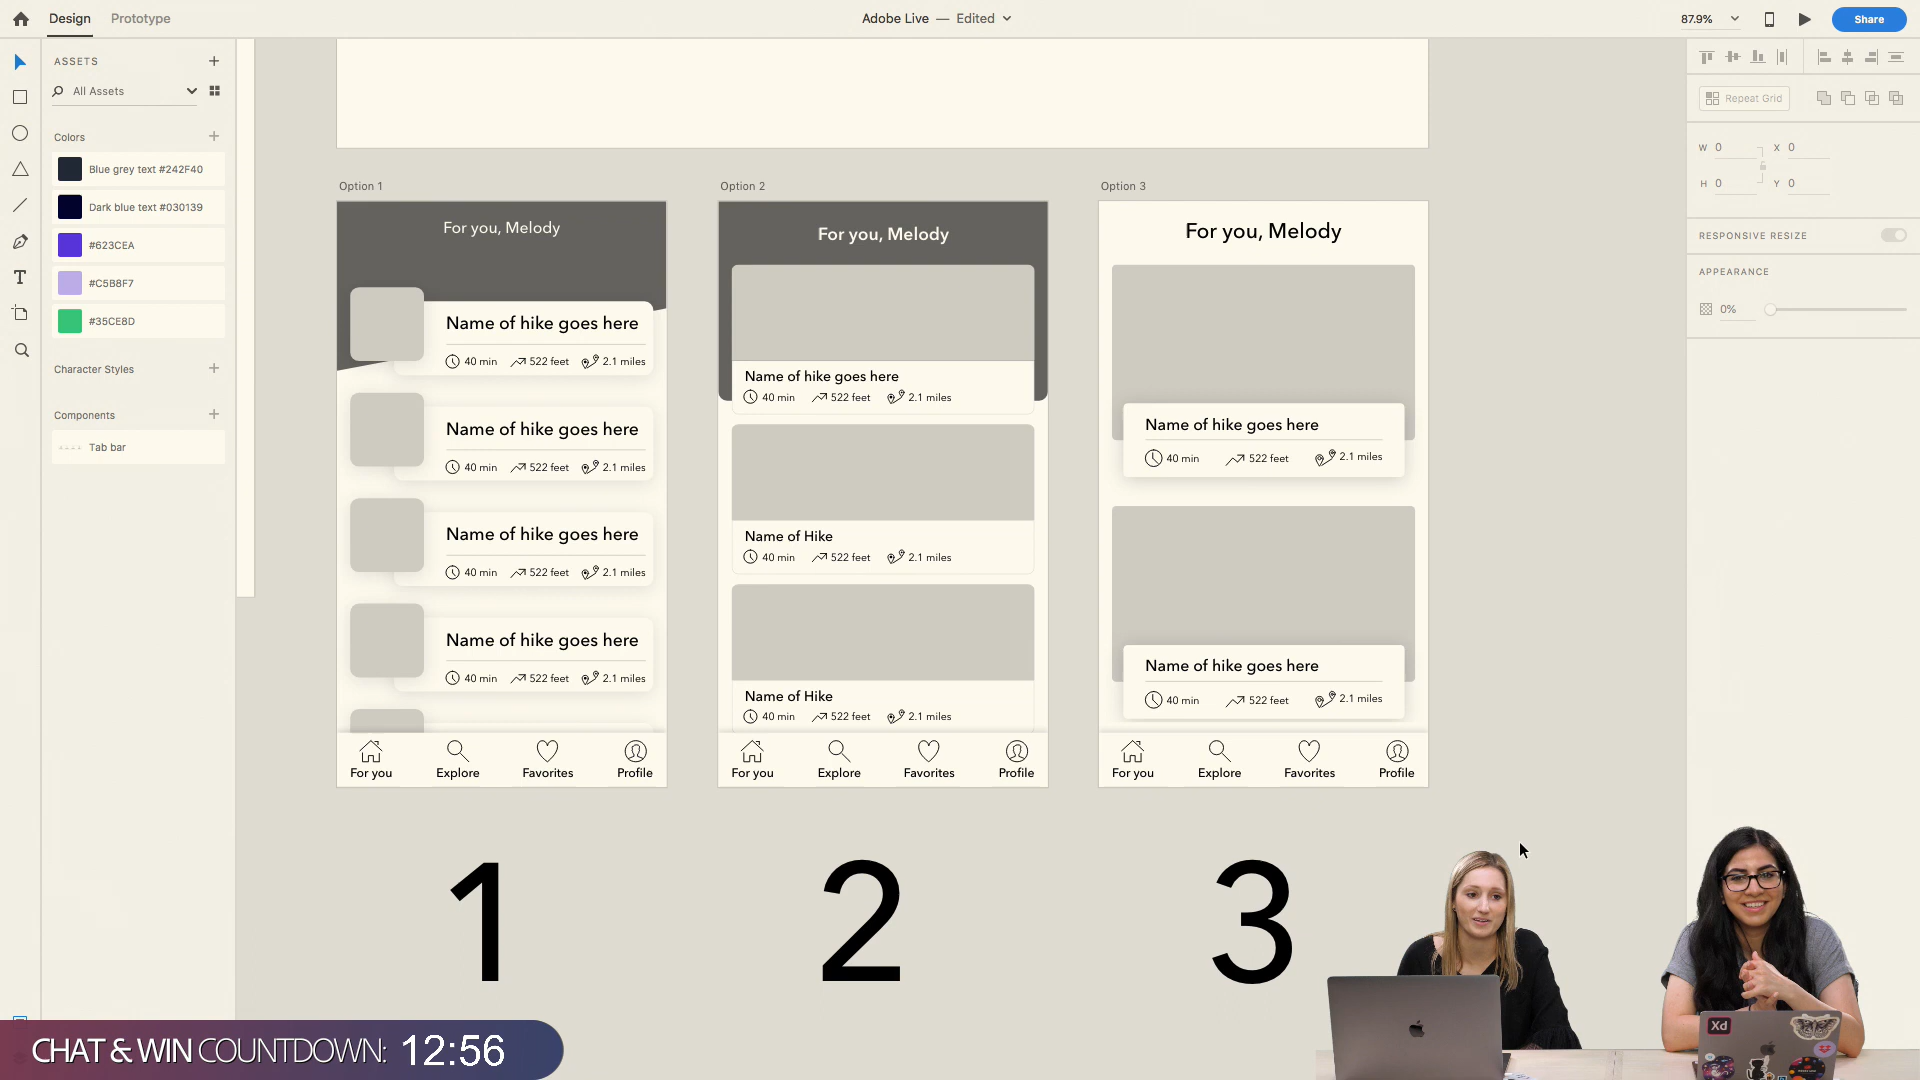 Design Prototype
Adobe Live — Edited
87.9%
Share
ASSETS
All Assets
Colors
Blue grey text #242F40
Dark blue text #030139
#623CEA
#C5B8F7
#35CE8D
Character Styles
Components
Tab bar
Repeat Grid
W 0 X 0
H 0 Y 0
RESPONSIVE RESIZE
APPEARANCE
0%
Option 1
For you, Melody
Name of hike goes here
40 min 522 feet 2.1 miles
Name of hike goes here
40 min 522 feet 2.1 miles
Name of hike goes here
40 min 522 feet 2.1 miles
Name of hike goes here
40 min 522 feet 2.1 miles
For you Explore Favorites Profile
Option 2
For you, Melody
Name of hike goes here
40 min 522 feet 2.1 miles
Name of Hike
40 min 522 feet 2.1 miles
Name of Hike
40 min 522 feet 2.1 miles
For you Explore Favorites Profile
Option 3
For you, Melody
Name of hike goes here
40 min 522 feet 2.1 miles
Name of hike goes here
40 min 522 feet 2.1 miles
For you Explore Favorites Profile
1 2 3
Xd
CHAT & WIN COUNTDOWN: 12:56